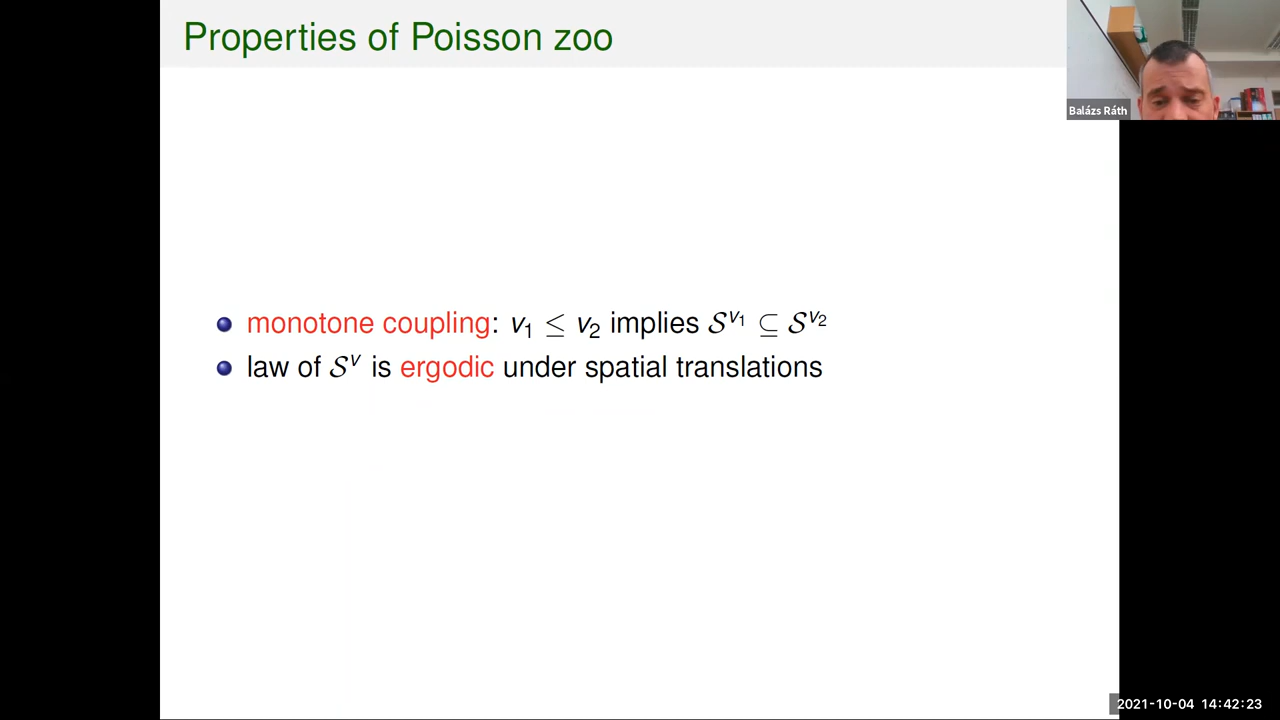 Properties of Poisson zoo
Balázs Ráth
monotone coupling: v₁ ≤ v₂ implies 𝒮^v₁ ⊆ 𝒮^v₂
law of 𝒮^v is ergodic under spatial translations
2021-10-04 14:42:23